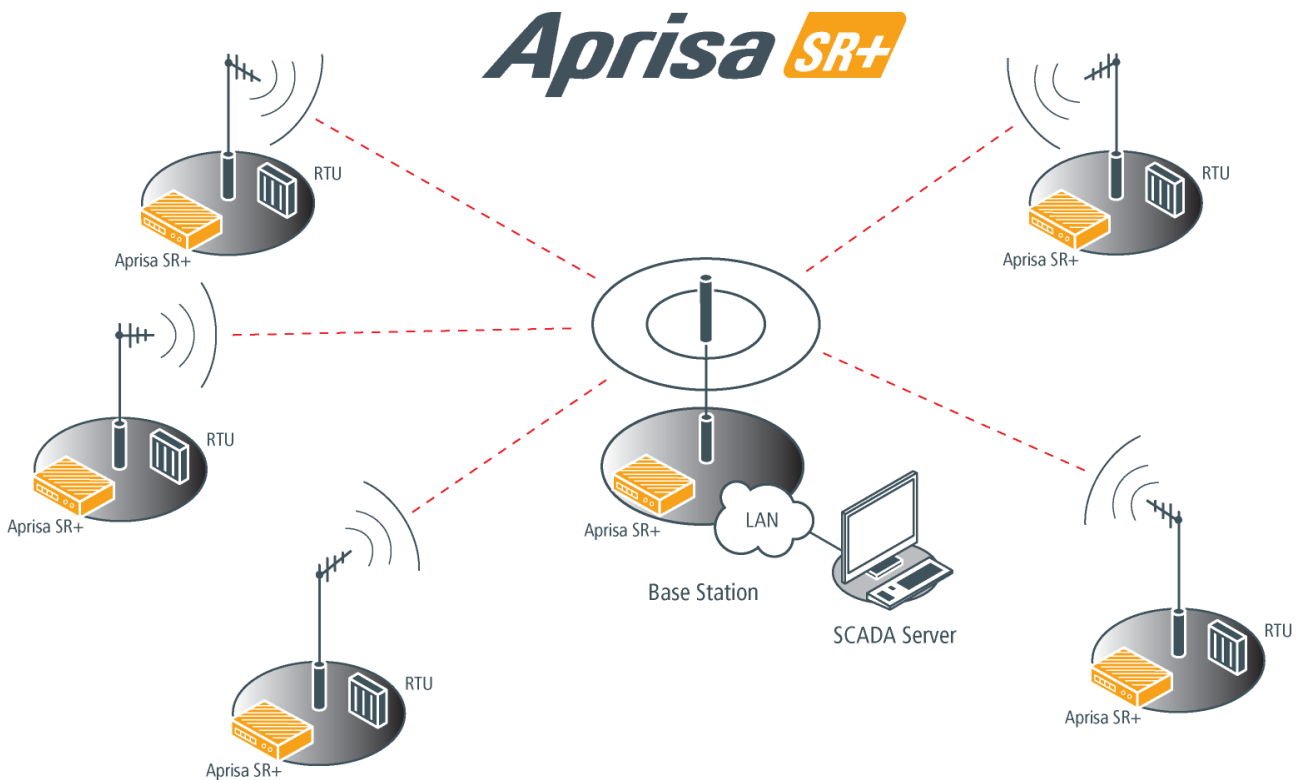 Aprisa SR+
RTU
Aprisa SR+
RTU
Aprisa SR+
RTU
Aprisa SR+
LAN
Aprisa SR+
Base Station
SCADA Server
RTU
Aprisa SR+
RTU
Aprisa SR+